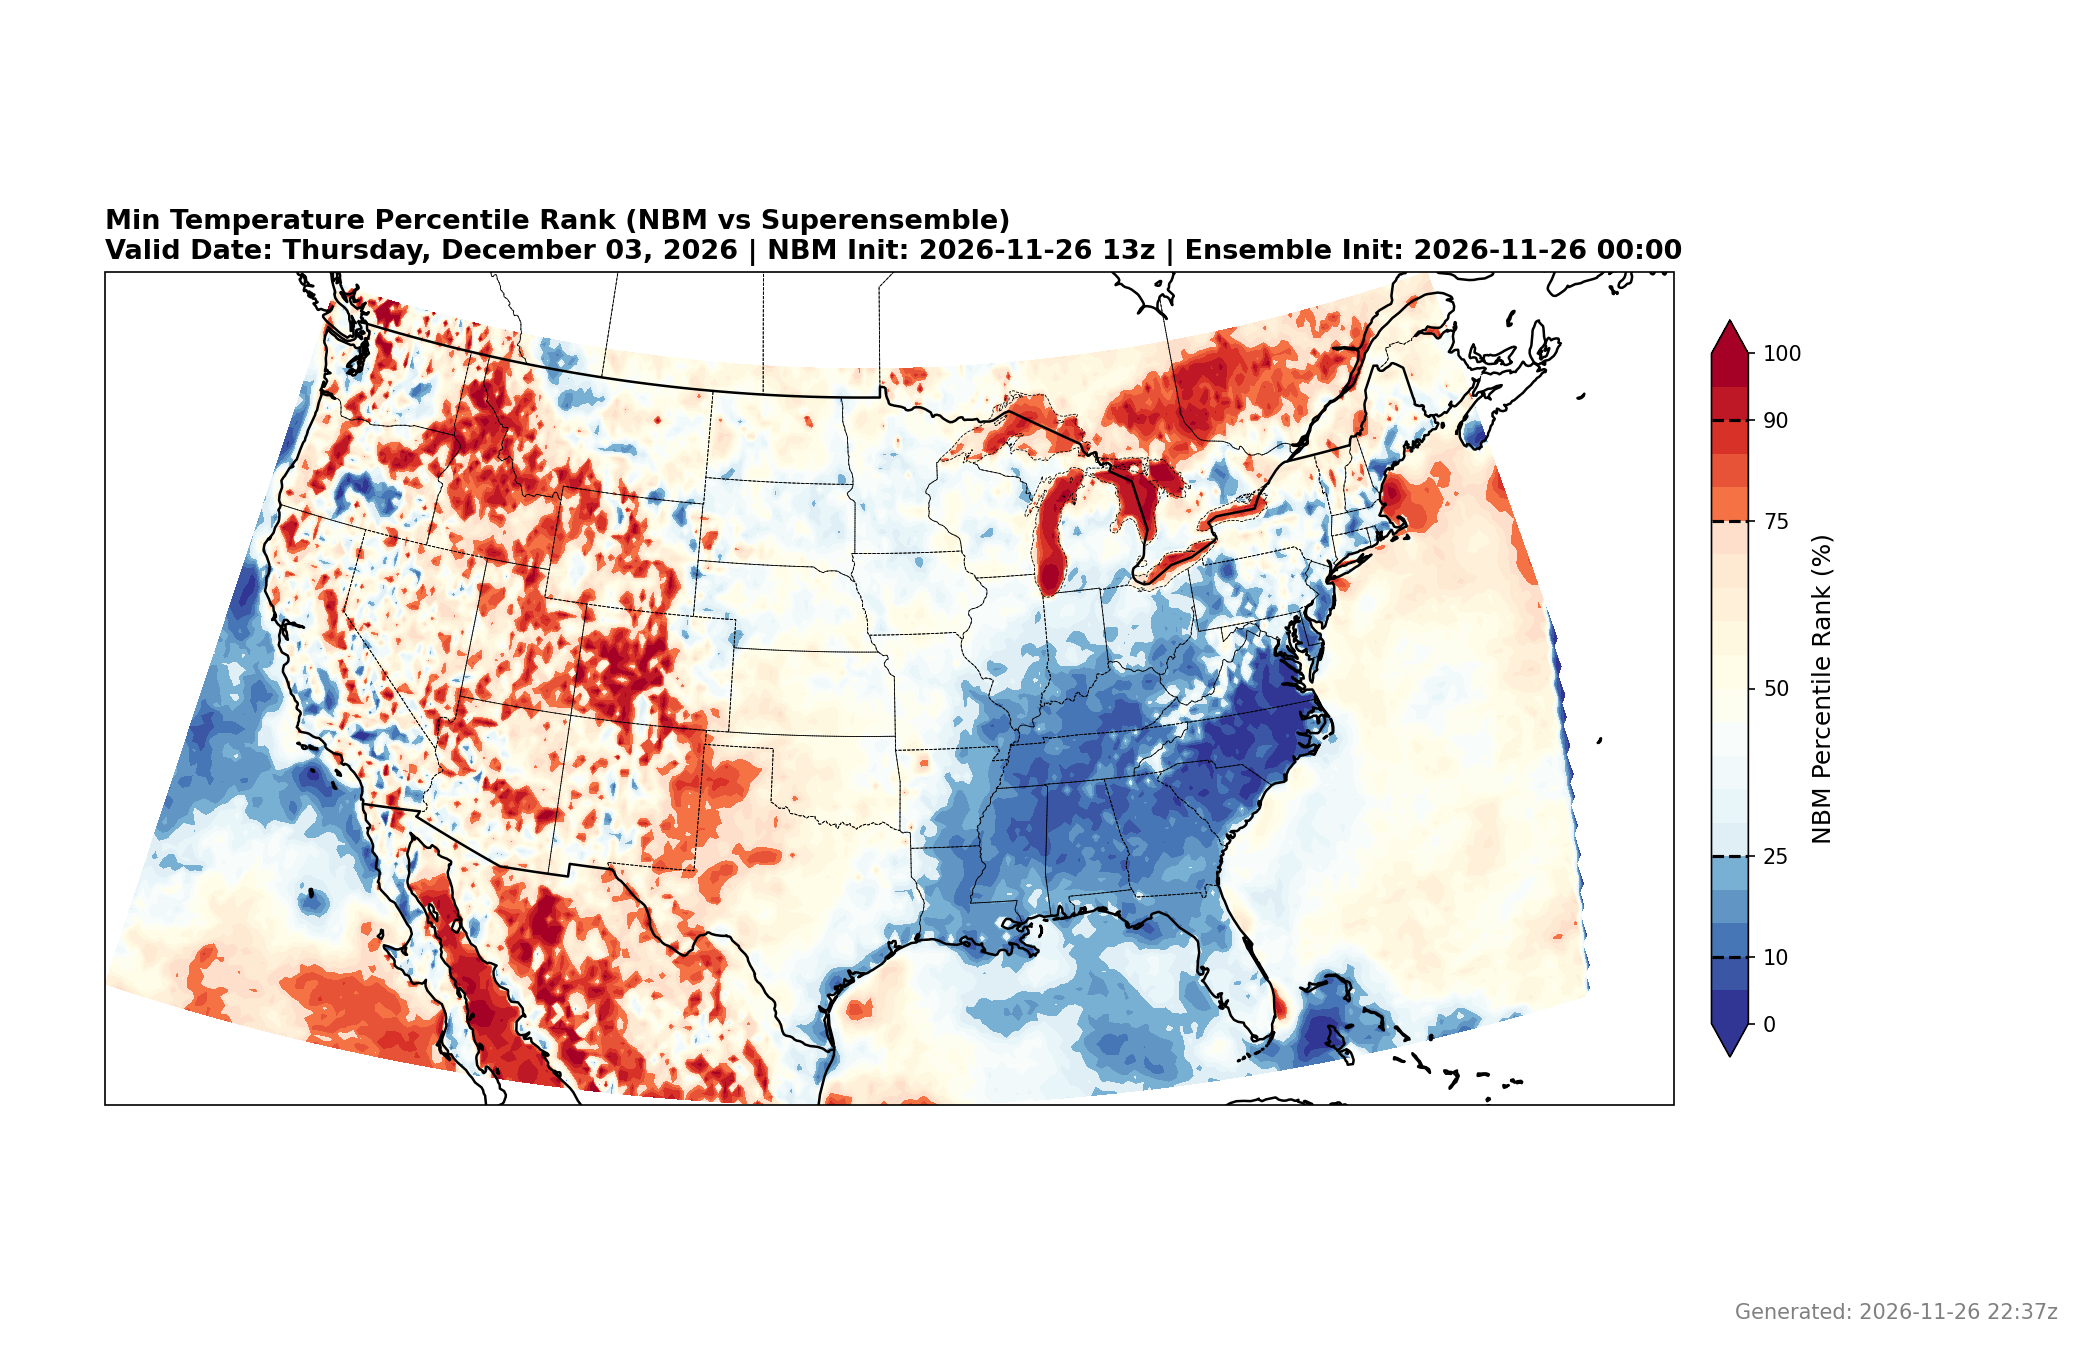 Min Temperature Percentile Rank (NBM vs Superensemble)
Valid Date: Thursday, December 03, 2026 | NBM Init: 2026-11-26 13z | Ensemble Init: 2026-11-26 00:00
100
90
75
50
25
10
0
NBM Percentile Rank (%)
Generated: 2026-11-26 22:37z